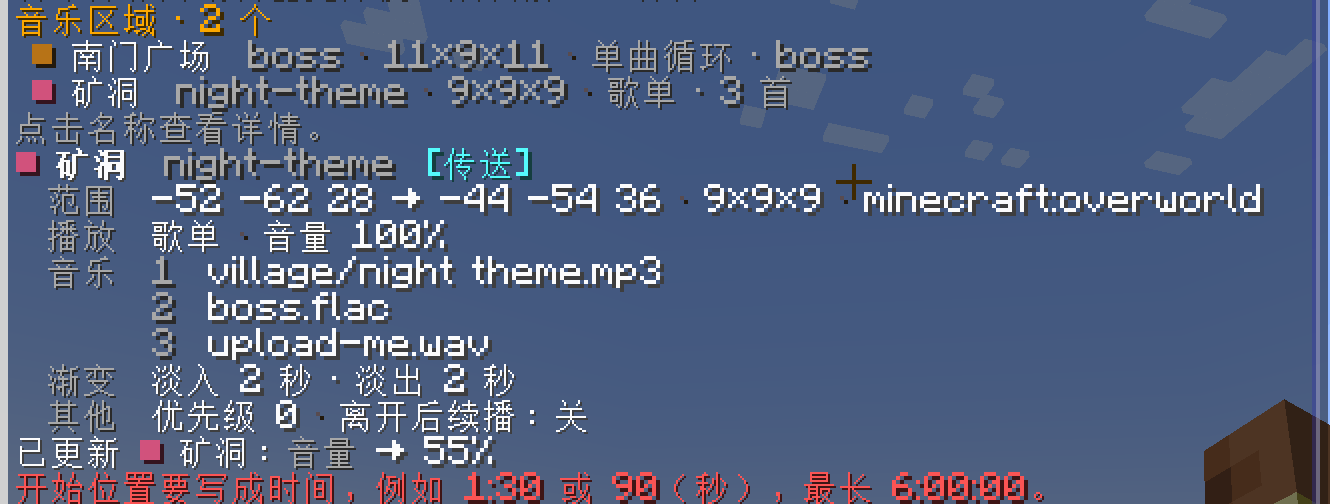 音乐区域 · 2 个
南门广场 boss · 11×9×11 · 单曲循环 · boss
矿洞 night-theme · 9×9×9 · 歌单 · 3 首
点击名称查看详情。
矿洞 night-theme [传送]
范围 -52 -62 28 → -44 -54 36 · 9×9×9 · minecraft:overworld
播放 歌单 · 音量 100%
音乐 1 village/night theme.mp3
2 boss.flac
3 upload-me.wav
渐变 淡入 2 秒 · 淡出 2 秒
其他 优先级 0 · 离开后续播：关
已更新 矿洞：音量 → 55%
开始位置要写成时间，例如 1:30 或 90（秒），最长 6:00:00。